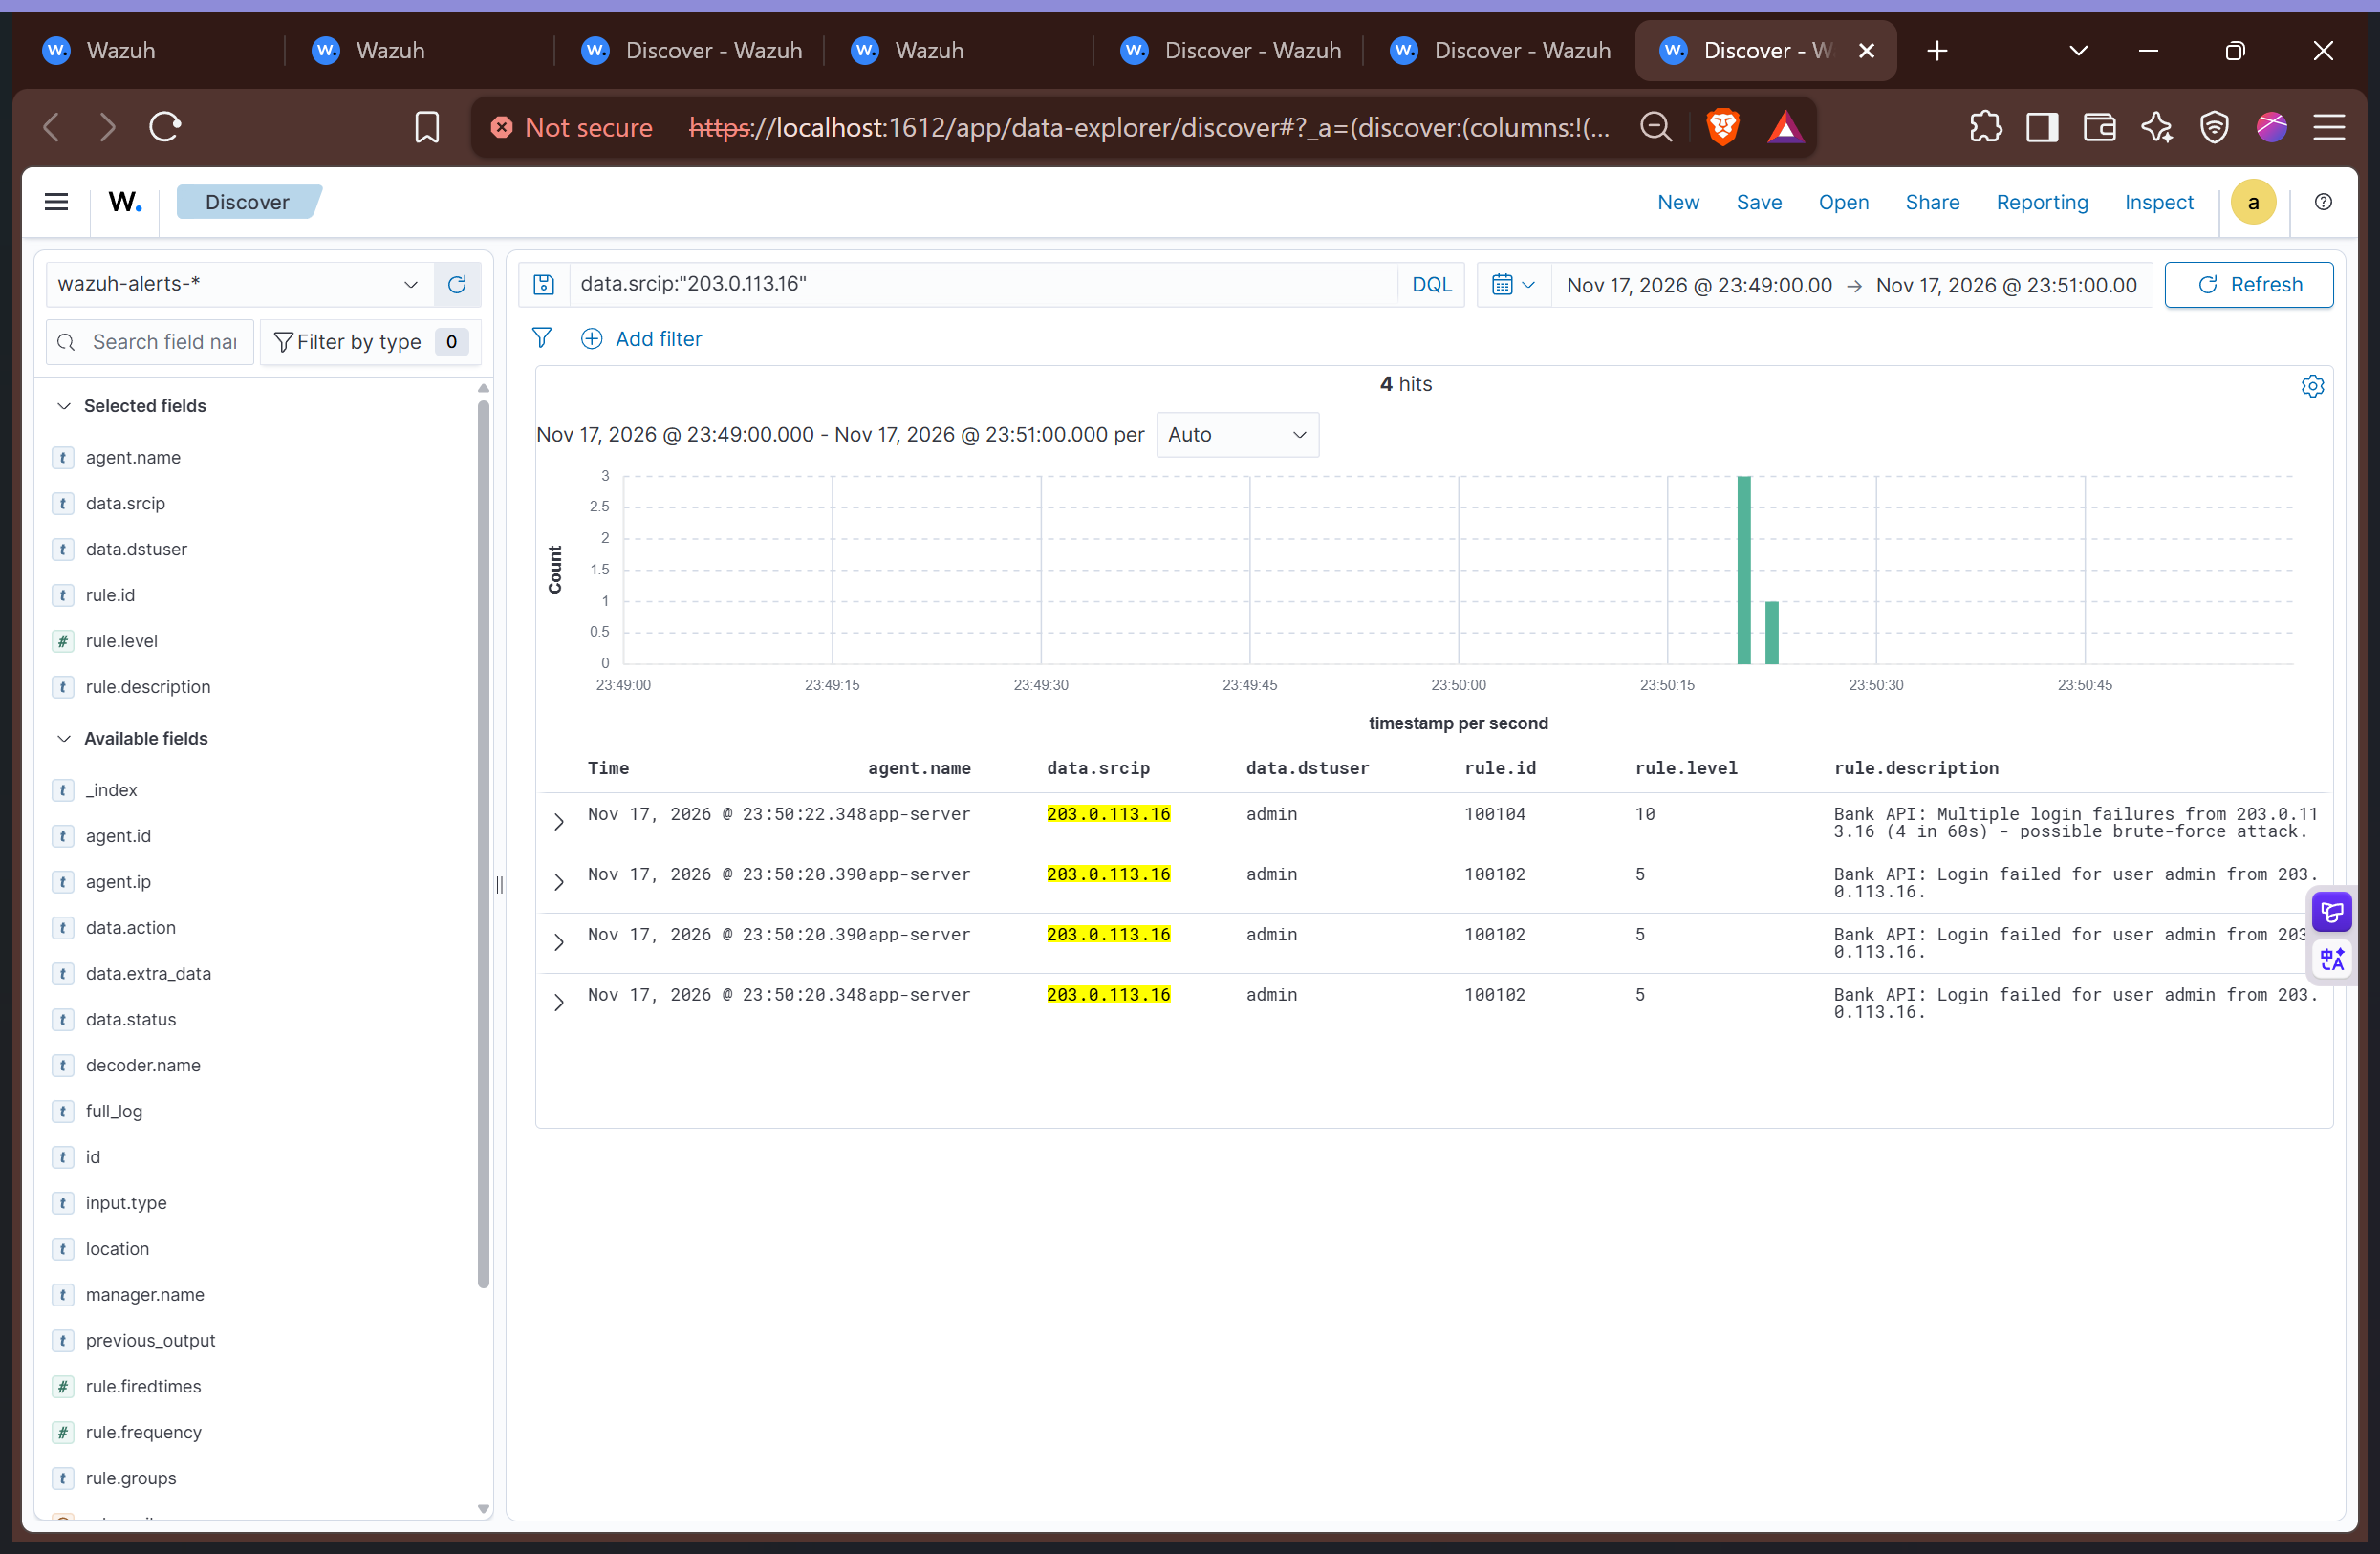 Wazuh
Wazuh
Discover - Wazuh
Wazuh
Discover - Wazuh
Discover - Wazuh
Discover - W
Not secure https://localhost:1612/app/data-explorer/discover#?_a=(discover:(columns:!(...
W. Discover New Save Open Share Reporting Inspect a
wazuh-alerts-*
data.srcip:"203.0.113.16" DQL Nov 17, 2026 @ 23:49:00.00 → Nov 17, 2026 @ 23:51:00.00 Refresh
Search field nar Filter by type 0
Add filter
Selected fields
agent.name
data.srcip
data.dstuser
rule.id
rule.level
rule.description
Available fields
_index
agent.id
agent.ip
data.action
data.extra_data
data.status
decoder.name
full_log
id
input.type
location
manager.name
previous_output
rule.firedtimes
rule.frequency
rule.groups
4 hits
Nov 17, 2026 @ 23:49:00.000 - Nov 17, 2026 @ 23:51:00.000 per Auto
Count
3
2.5
2
1.5
1
0.5
0
23:49:00 23:49:15 23:49:30 23:49:45 23:50:00 23:50:15 23:50:30 23:50:45
timestamp per second
Time agent.name data.srcip data.dstuser rule.id rule.level rule.description
Nov 17, 2026 @ 23:50:22.348 app-server 203.0.113.16 admin 100104 10 Bank API: Multiple login failures from 203.0.11
3.16 (4 in 60s) - possible brute-force attack.
Nov 17, 2026 @ 23:50:20.390 app-server 203.0.113.16 admin 100102 5 Bank API: Login failed for user admin from 203.
0.113.16.
Nov 17, 2026 @ 23:50:20.390 app-server 203.0.113.16 admin 100102 5 Bank API: Login failed for user admin from 203
0.113.16.
Nov 17, 2026 @ 23:50:20.348 app-server 203.0.113.16 admin 100102 5 Bank API: Login failed for user admin from 203.
0.113.16.